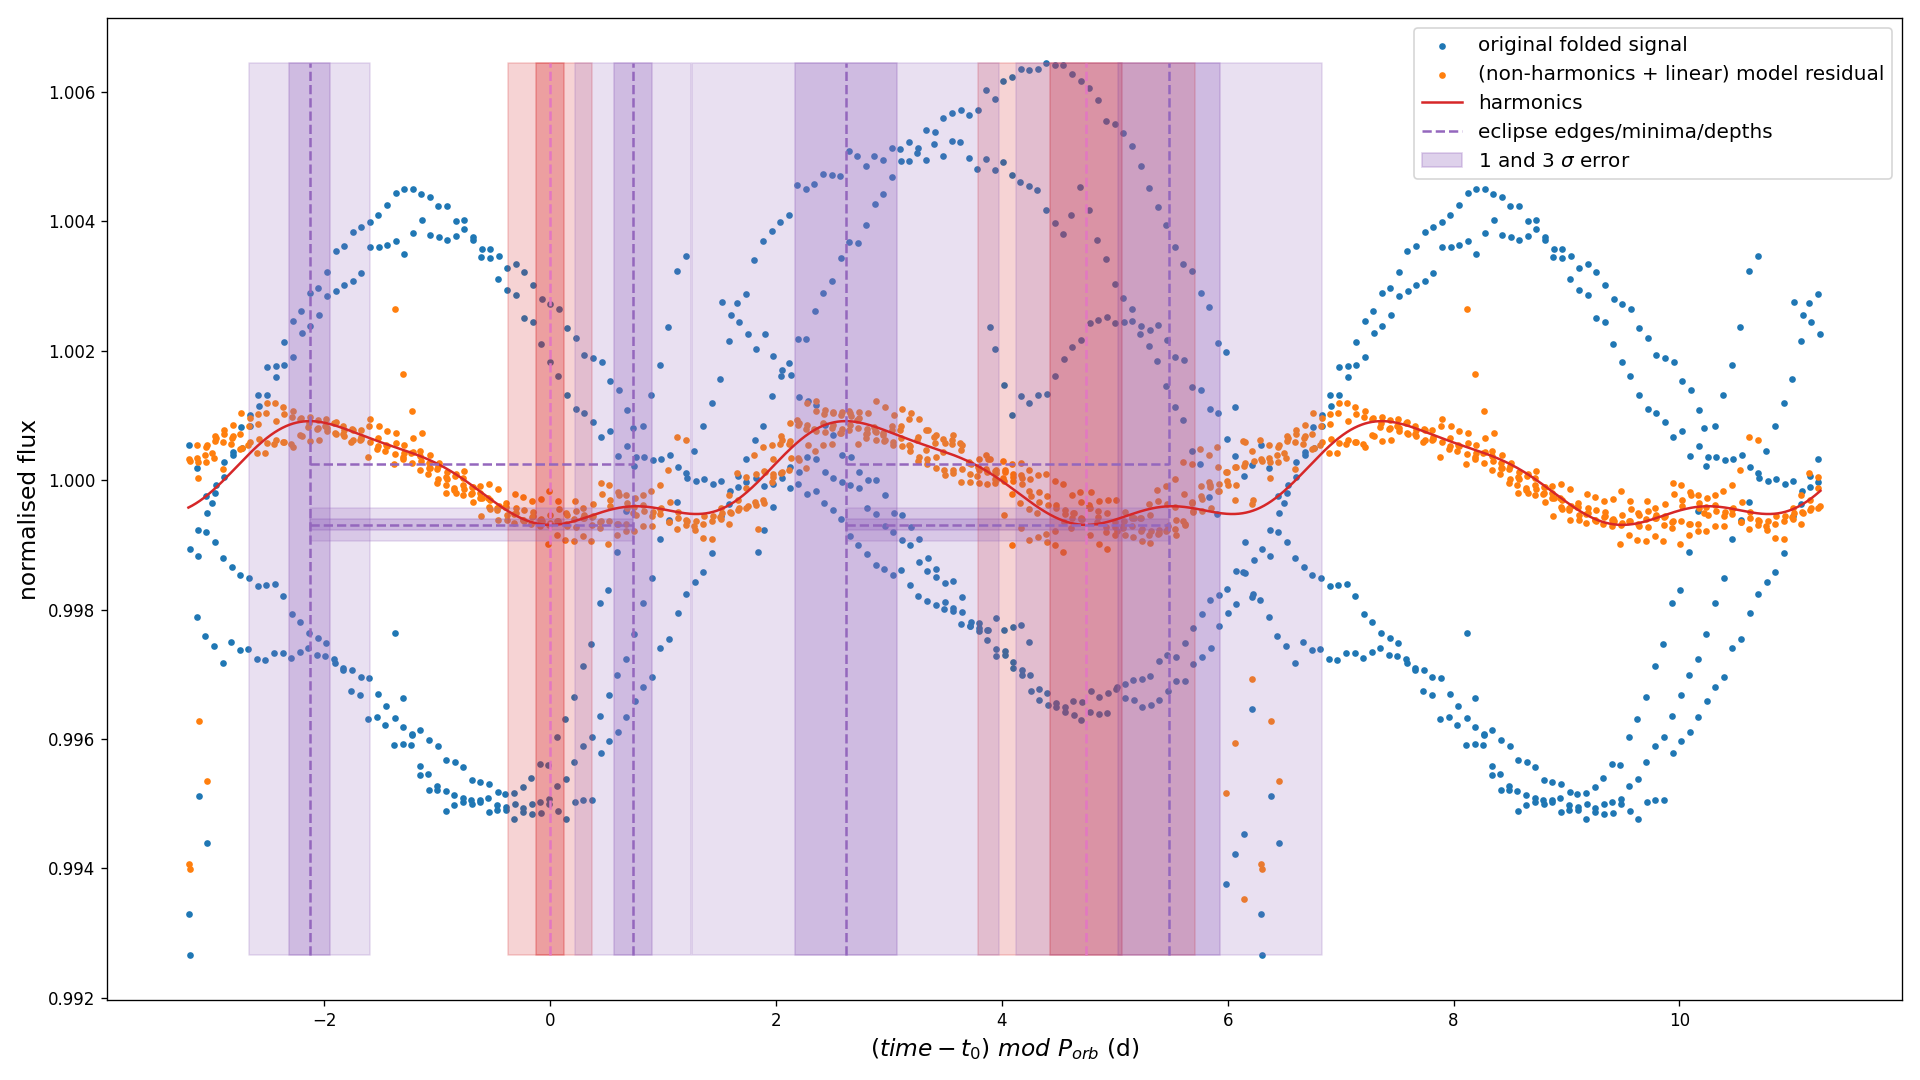 original folded signal
(non-harmonics + linear) model residual
harmonics
eclipse edges/minima/depths
1 and 3 σ error
normalised flux
1.006
1.004
1.002
1.000
0.998
0.996
0.994
0.992
−2 0 2 4 6 8 10
(time − t₀) mod P_orb (d)